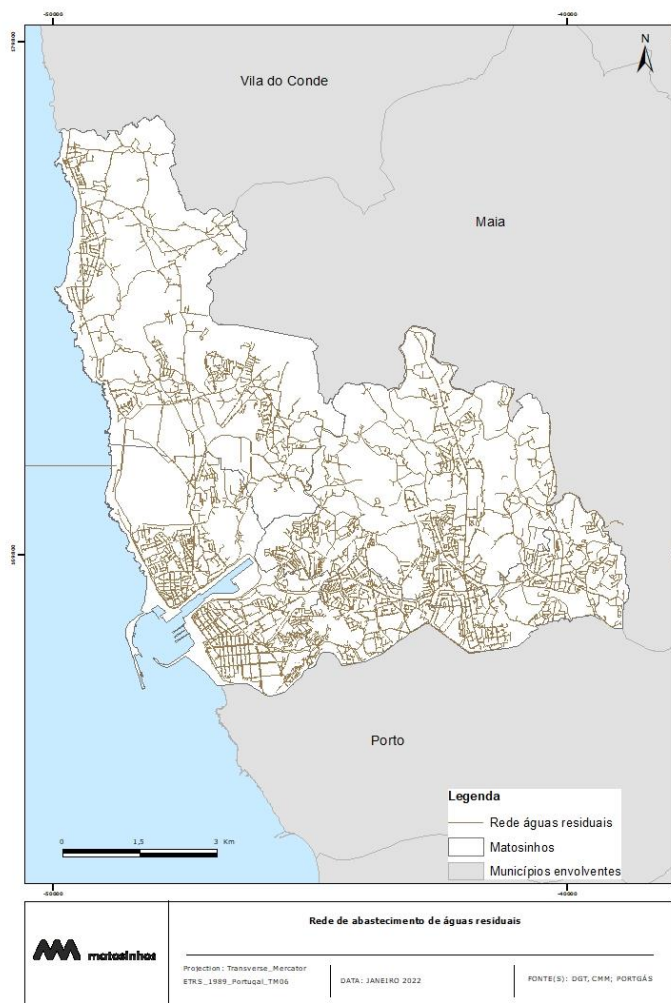 -50000
-40000
170000
N
Vila do Conde
Maia
160000
Porto
Legenda
Rede águas residuais
Matosinhos
Municípios envolventes
0 1,5 3 Km
-50000
-40000
Rede de abastecimento de águas residuais
matosinhos
Projection: Transverse_Mercator
ETRS_1989_Portugal_TM06
DATA: JANEIRO 2022
FONTE(S): DGT, CMM; PORTGÁS